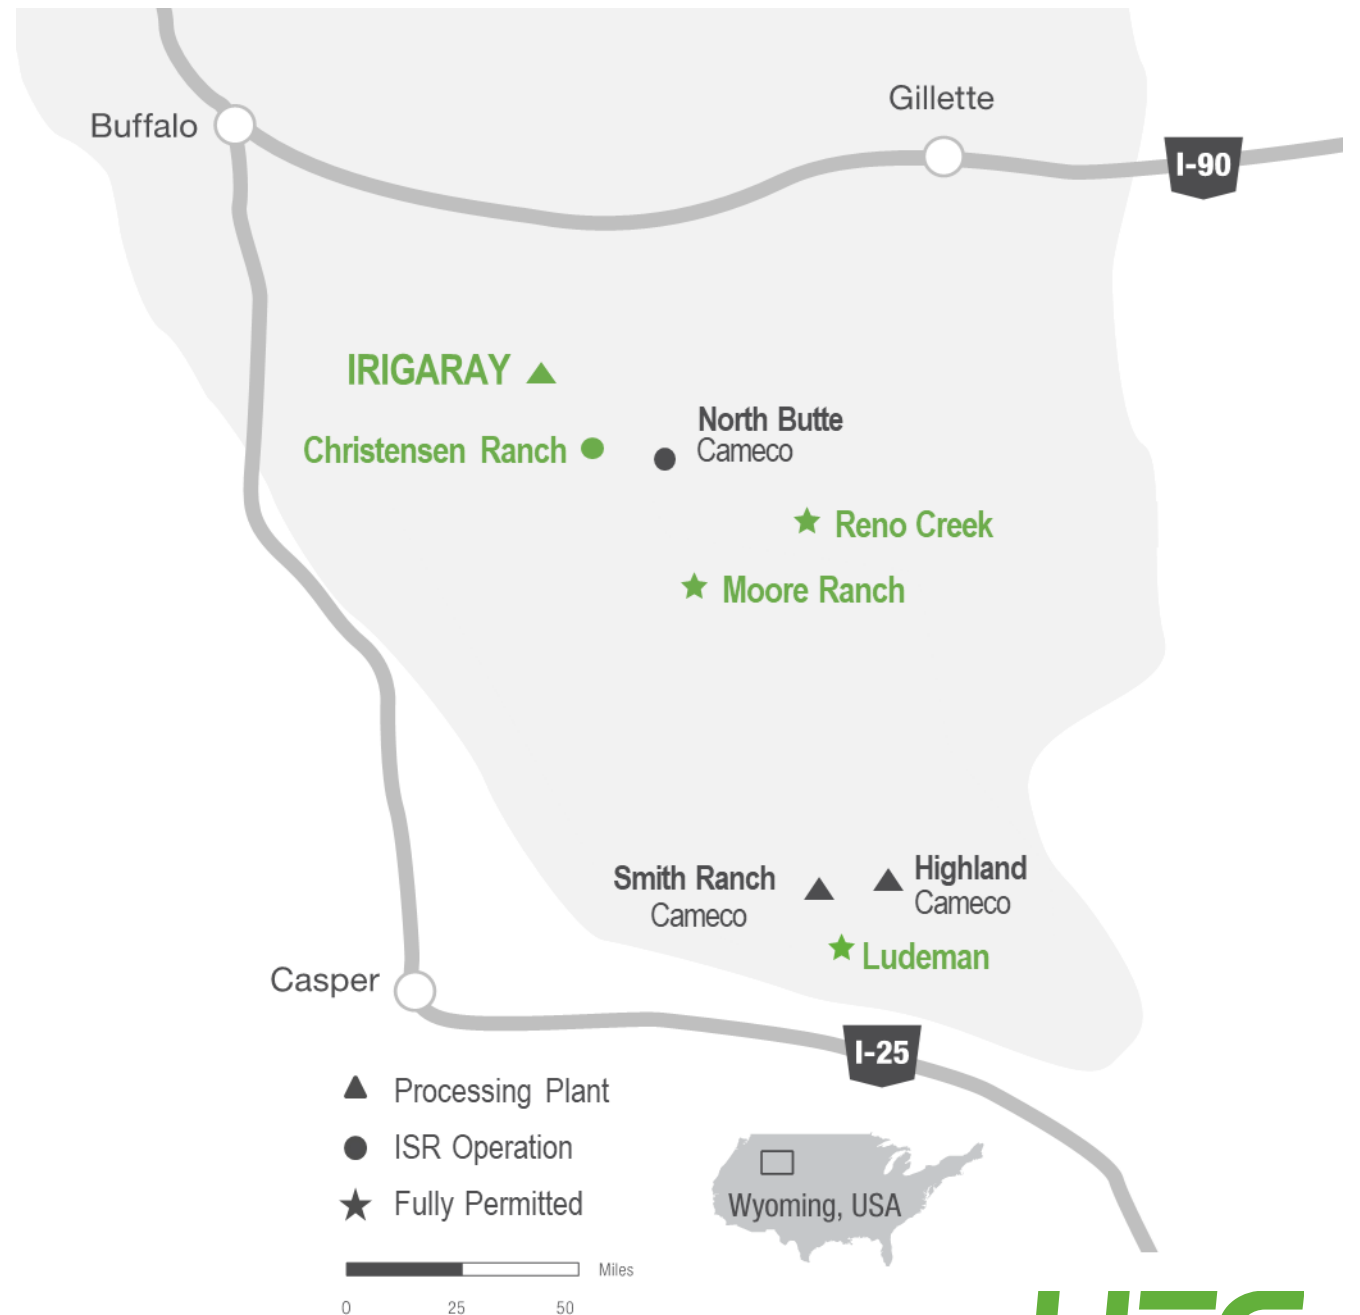 Gillette
Buffalo
I-90
IRIGARAY
North Butte
Christensen Ranch
Cameco
Reno Creek
Moore Ranch
Smith Ranch
Cameco
Highland
Cameco
Ludeman
Casper
I-25
Processing Plant
ISR Operation
Fully Permitted
Wyoming, USA
Miles
0 25 50